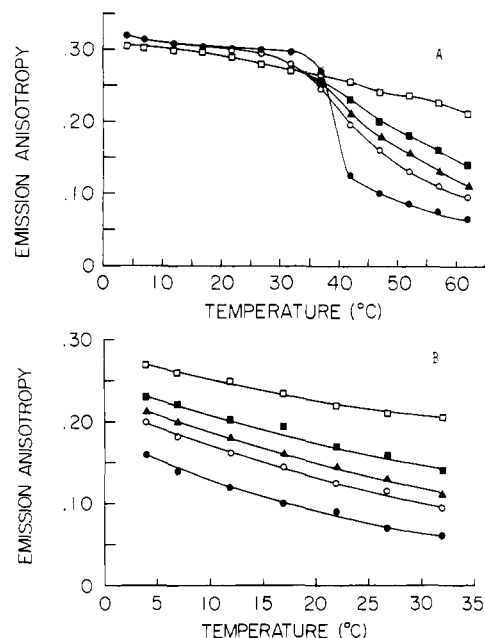 A
EMISSION ANISOTROPY
.30
.20
.10
0
0 10 20 30 40 50 60
TEMPERATURE (°C)
B
EMISSION ANISOTROPY
.30
.20
.10
0
0 5 10 15 20 25 30 35
TEMPERATURE (°C)